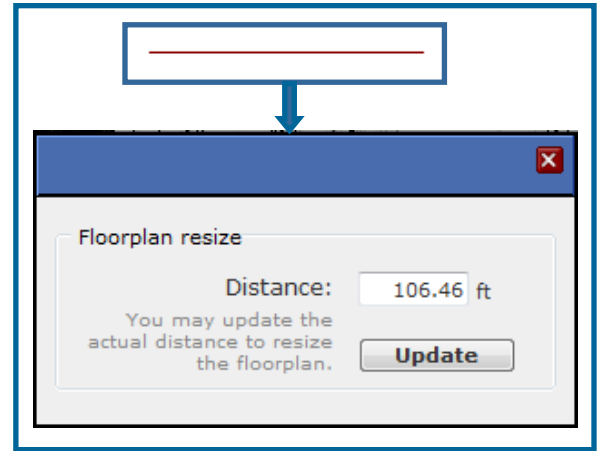 Floorplan resize
Distance: 106.46 ft
You may update the
actual distance to resize
the floorplan.
Update